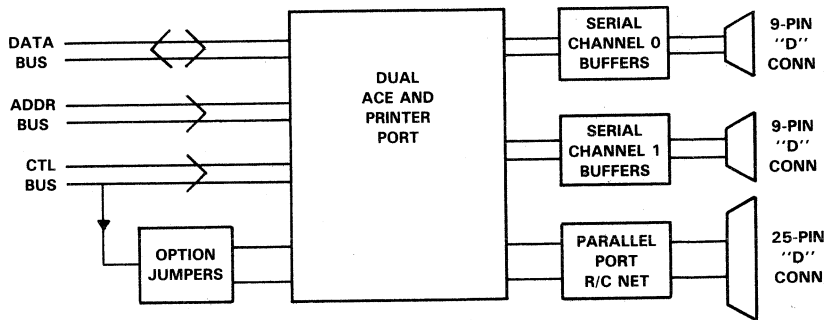 DATA
BUS
ADDR
BUS
CTL
BUS
OPTION
JUMPERS
DUAL
ACE AND
PRINTER
PORT
SERIAL
CHANNEL 0
BUFFERS
9-PIN
"D"
CONN
SERIAL
CHANNEL 1
BUFFERS
9-PIN
"D"
CONN
PARALLEL
PORT
R/C NET
25-PIN
"D"
CONN